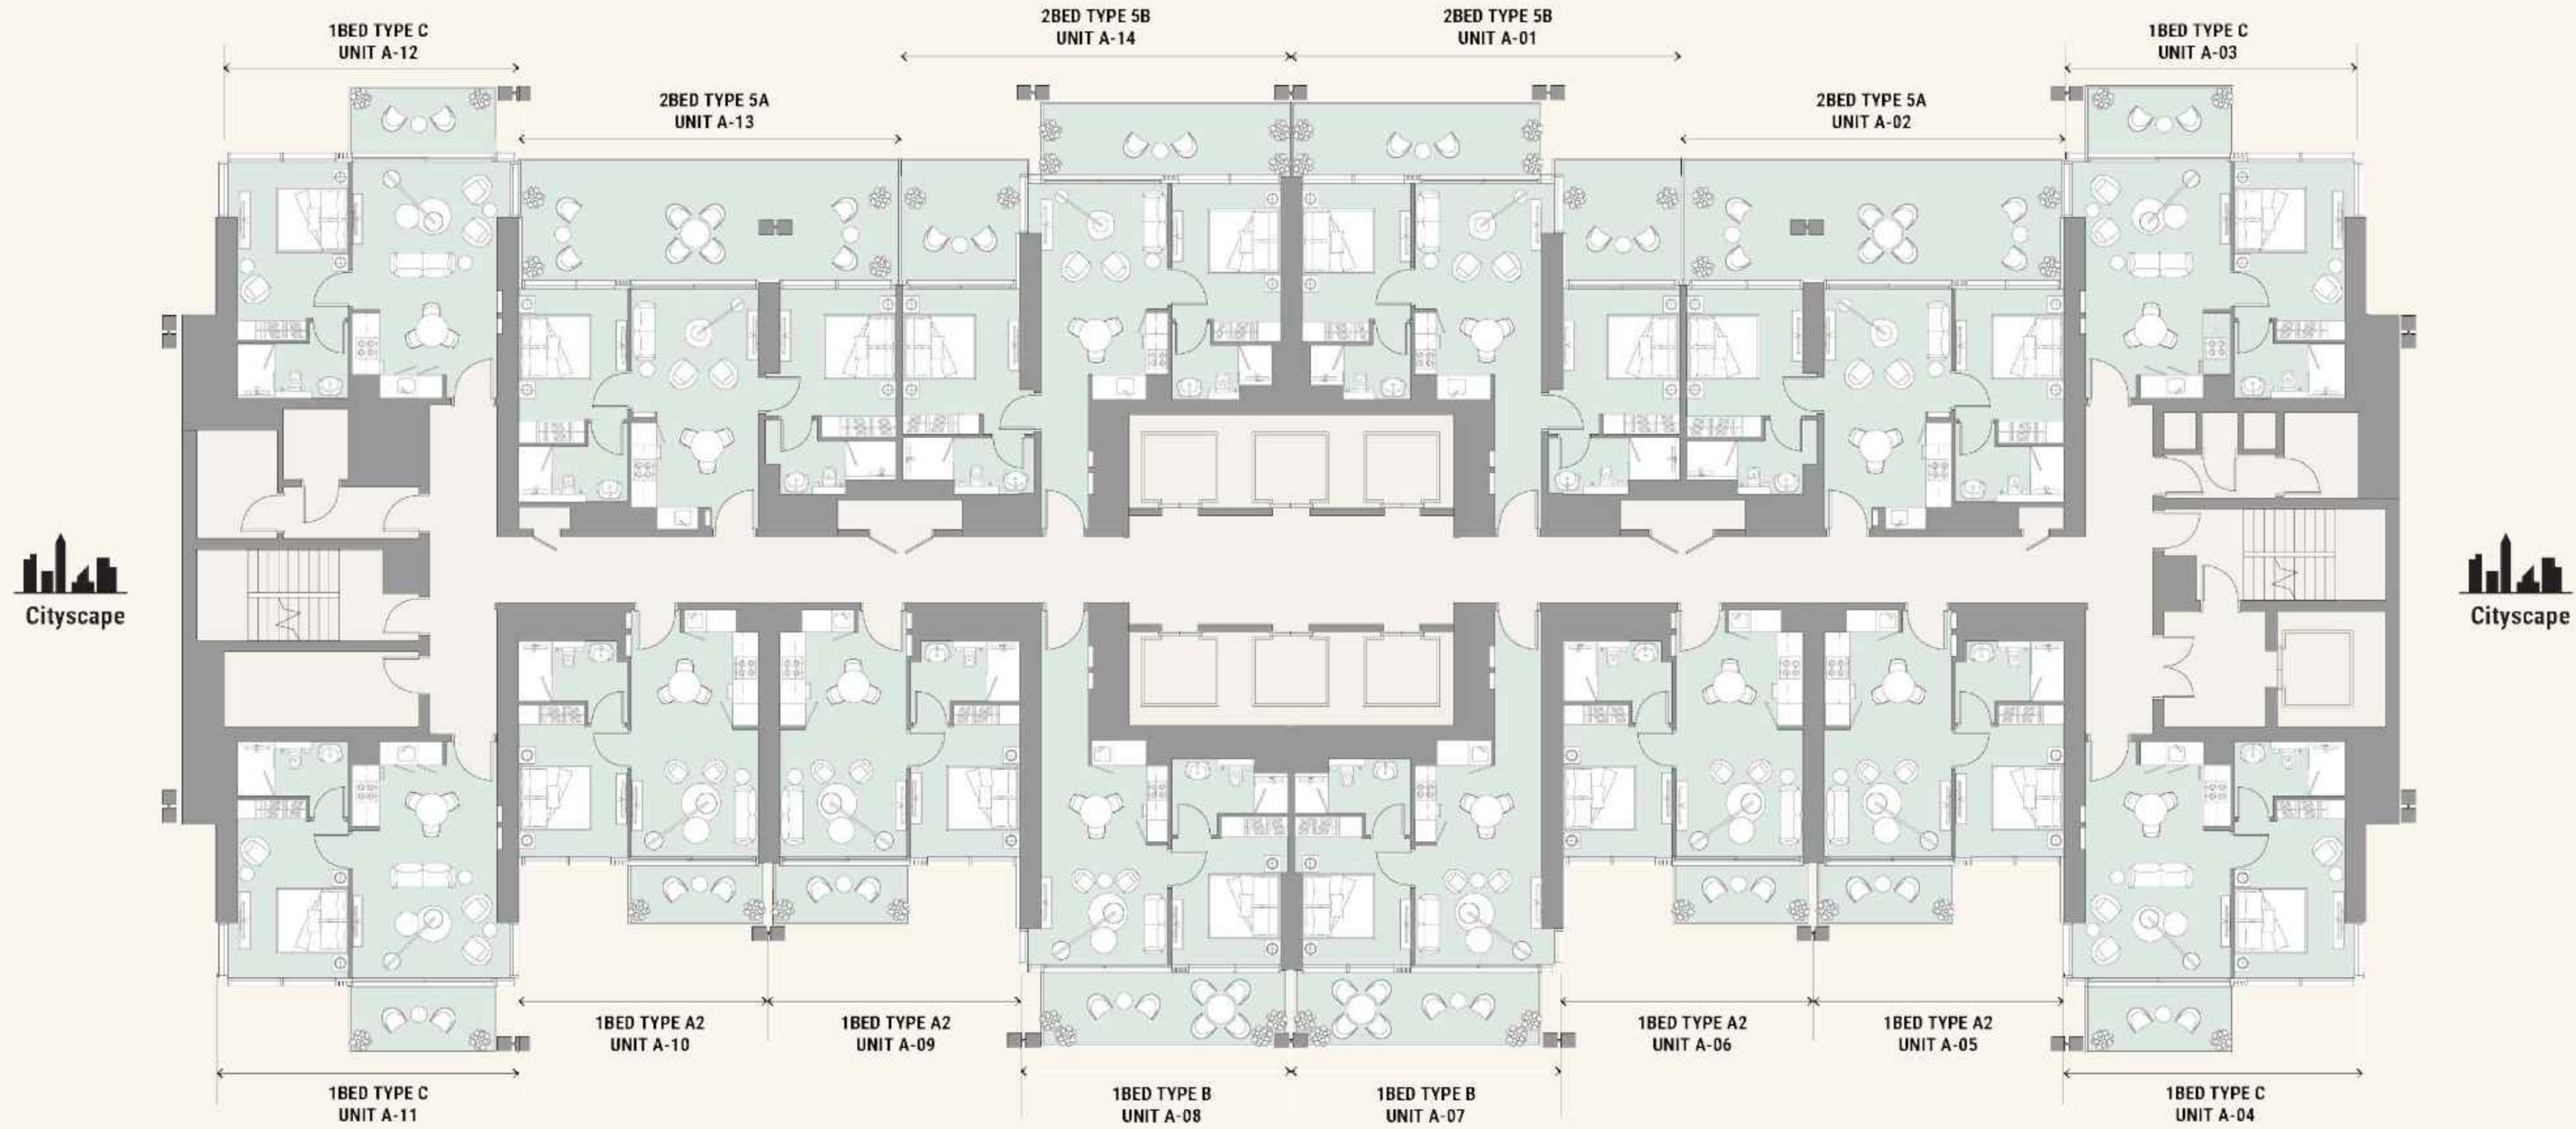 1BED TYPE C
UNIT A-12
2BED TYPE 5A
UNIT A-13
2BED TYPE 5B
UNIT A-14
2BED TYPE 5B
UNIT A-01
2BED TYPE 5A
UNIT A-02
1BED TYPE C
UNIT A-03
Cityscape
Cityscape
1BED TYPE C
UNIT A-11
1BED TYPE A2
UNIT A-10
1BED TYPE A2
UNIT A-09
1BED TYPE B
UNIT A-08
1BED TYPE B
UNIT A-07
1BED TYPE A2
UNIT A-06
1BED TYPE A2
UNIT A-05
1BED TYPE C
UNIT A-04